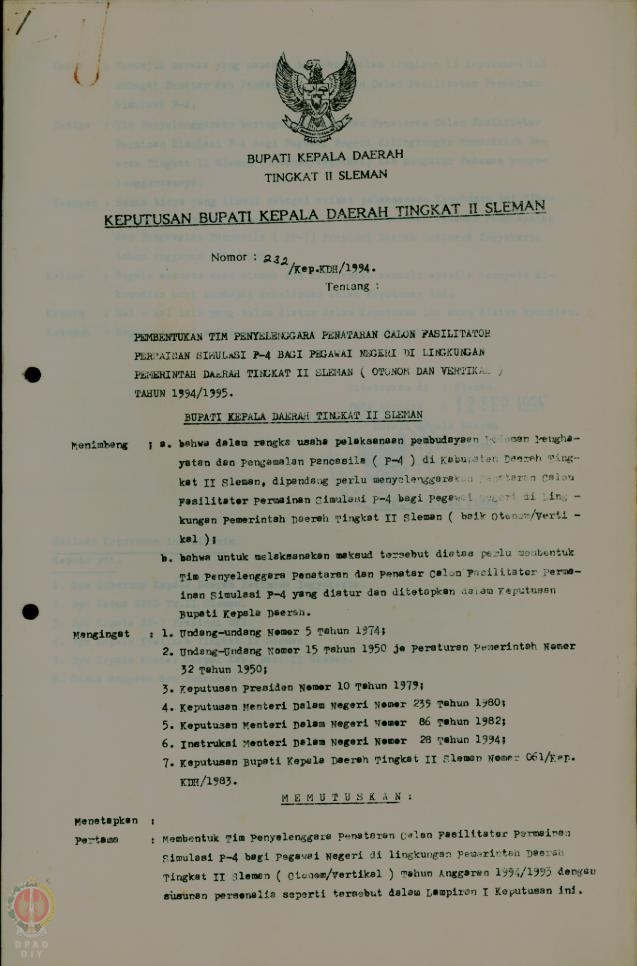 BUPATI KEPALA DAERAH
TINGKAT II SLEMAN
KEPUTUSAN BUPATI KEPALA DAERAH TINGKAT II SLEMAN
Nomor : 232/Kep.KDH/1994.
Tentang :
PEMBENTUKAN TIM PENYELENGGARA PENATARAN CALON FASILITATOR
PERMAINAN SIMULASI P-4 BAGI PEGAWAI NEGERI DI LINGKUNGAN
PEMERINTAH DAERAH TINGKAT II SLEMAN ( OTONOM DAN VERTIKAL )
TAHUN 1994/1995.
BUPATI KEPALA DAERAH TINGKAT II SLEMAN
Menimbang : a. bahwa dalam rangka usaha pelaksanaan pembudayaan Pedoman Pengha-
yatan dan Pengamalan Pancasila ( P-4 ) di Kabupaten Daerah Ting-
kat II Sleman, dipandang perlu menyelenggarakan Penataran Calon
Fasilitator Permainan Simulasi P-4 bagi Pegawai Negeri di Ling -
kungan Pemerintah Daerah Tingkat II Sleman ( baik Otonom/Verti -
kal );
b. bahwa untuk melaksanakan maksud tersebut diatas perlu membentuk
Tim Penyelenggara Penataran dan Penatar Calon Fasilitator Perma-
inan Simulasi P-4 yang diatur dan ditetapkan dalam Keputusan
Bupati Kepala Daerah.
Mengingat : 1. Undang-undang Nomor 5 Tahun 1974;
2. Undang-Undang Nomor 15 Tahun 1950 jo Peraturan Pemerintah Nomor
32 Tahun 1950;
3. Keputusan Presiden Nomor 10 Tahun 1979;
4. Keputusan Menteri Dalam Negeri Nomor 239 Tahun 1980;
5. Keputusan Menteri Dalam Negeri Nomor 86 Tahun 1982;
6. Instruksi Menteri Dalam Negeri Nomor 28 Tahun 1994;
7. Keputusan Bupati Kepala Daerah Tingkat II Sleman Nomor 061/Kep.
KDH/1983.
M E M U T U S K A N :
Menetapkan :
Pertama : Membentuk Tim Penyelenggara Penataran Calon Fasilitator Permainan
Simulasi P-4 bagi Pegawai Negeri di lingkungan Pemerintah Daerah
Tingkat II Sleman ( Otonom/Vertikal ) Tahun Anggaran 1994/1995 dengan
susunan personalia seperti tersebut dalam Lampiran I Keputusan ini.
DPAD
DIY